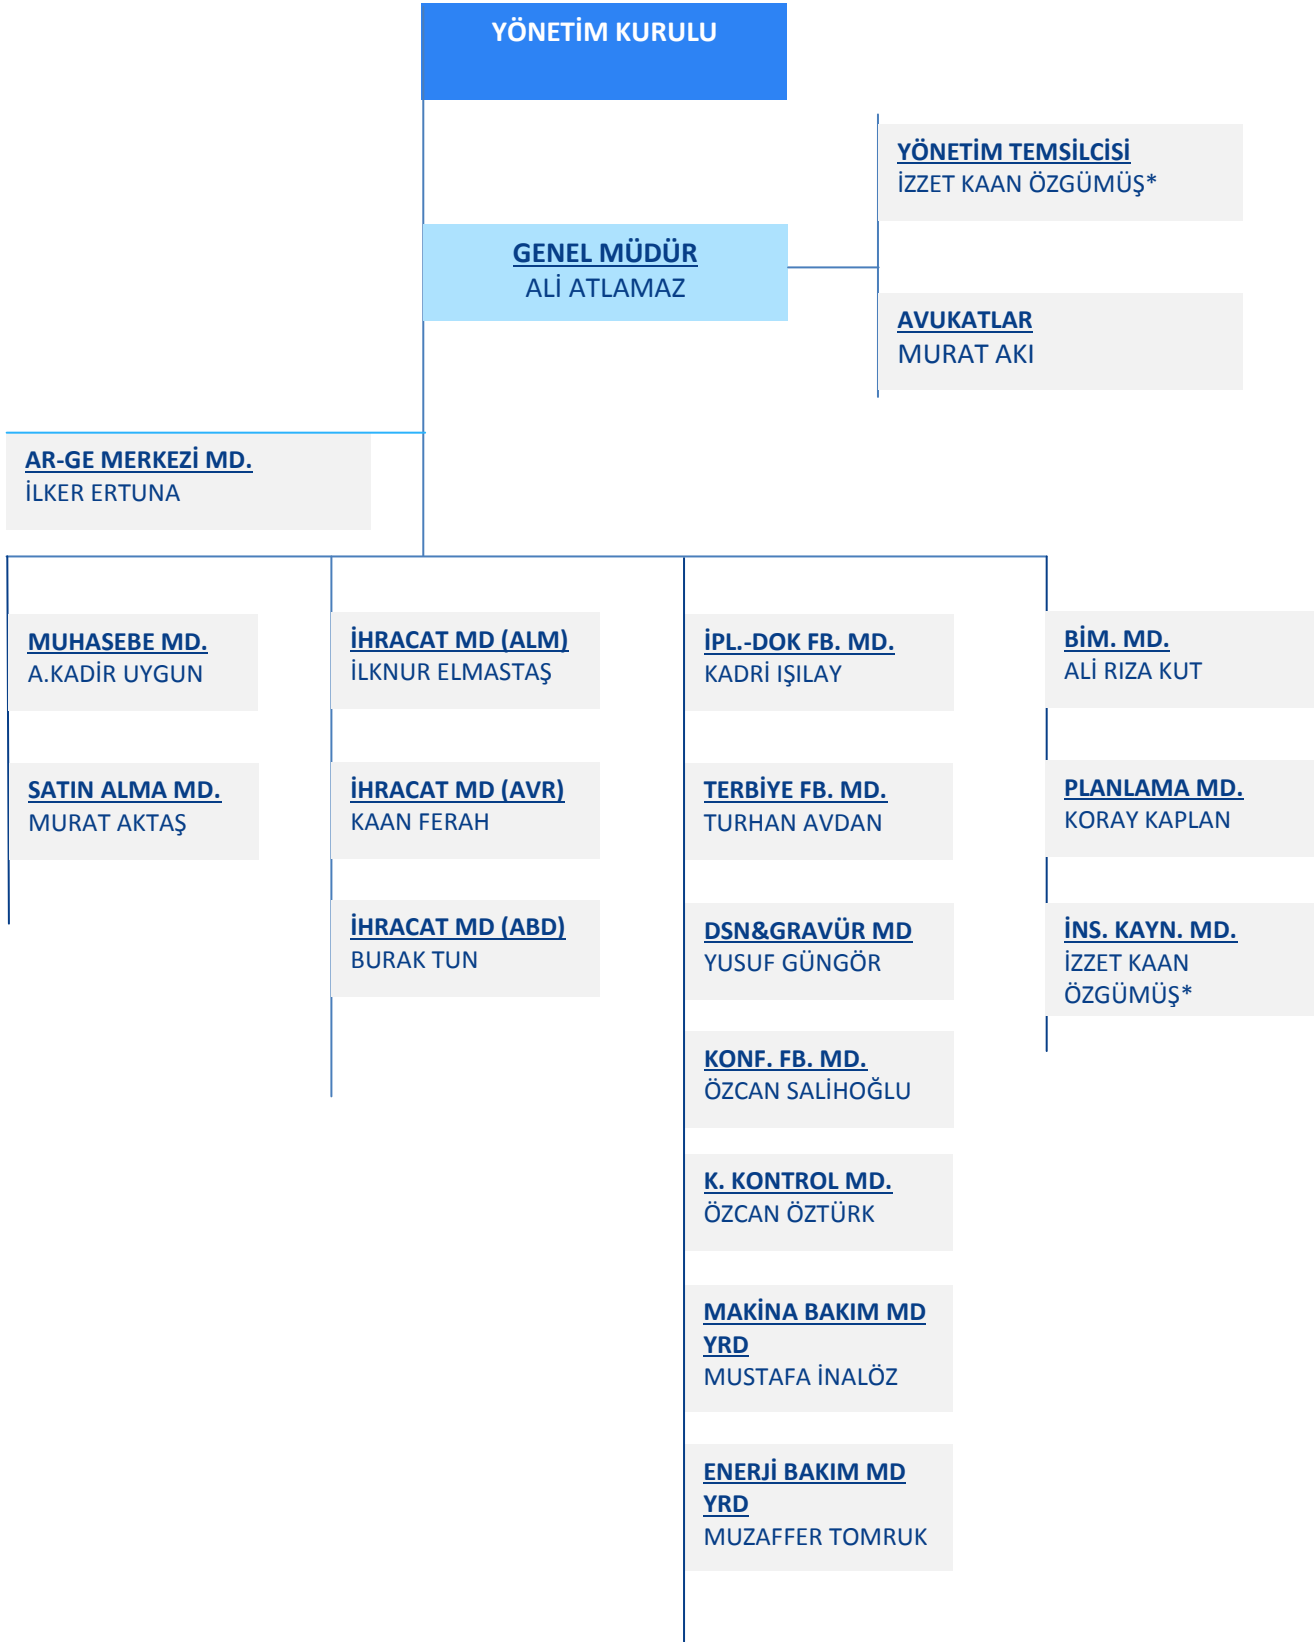 YÖNETİM KURULU
YÖNETİM TEMSİLCİSİ
İZZET KAAN ÖZGÜMÜŞ*
GENEL MÜDÜR
ALİ ATLAMAZ
AVUKATLAR
MURAT AKI
AR-GE MERKEZİ MD.
İLKER ERTUNA
MUHASEBE MD.
A.KADİR UYGUN
SATIN ALMA MD.
MURAT AKTAŞ
İHRACAT MD (ALM)
İLKNUR ELMASTAŞ
İHRACAT MD (AVR)
KAAN FERAH
İHRACAT MD (ABD)
BURAK TUN
İPL.-DOK FB. MD.
KADRİ IŞILAY
TERBİYE FB. MD.
TURHAN AVDAN
DSN&GRAVÜR MD
YUSUF GÜNGÖR
KONF. FB. MD.
ÖZCAN SALİHOĞLU
K. KONTROL MD.
ÖZCAN ÖZTÜRK
MAKİNA BAKIM MD
YRD
MUSTAFA İNALÖZ
ENERJİ BAKIM MD
YRD
MUZAFFER TOMRUK
BİM. MD.
ALİ RIZA KUT
PLANLAMA MD.
KORAY KAPLAN
İNS. KAYN. MD.
İZZET KAAN
ÖZGÜMÜŞ*